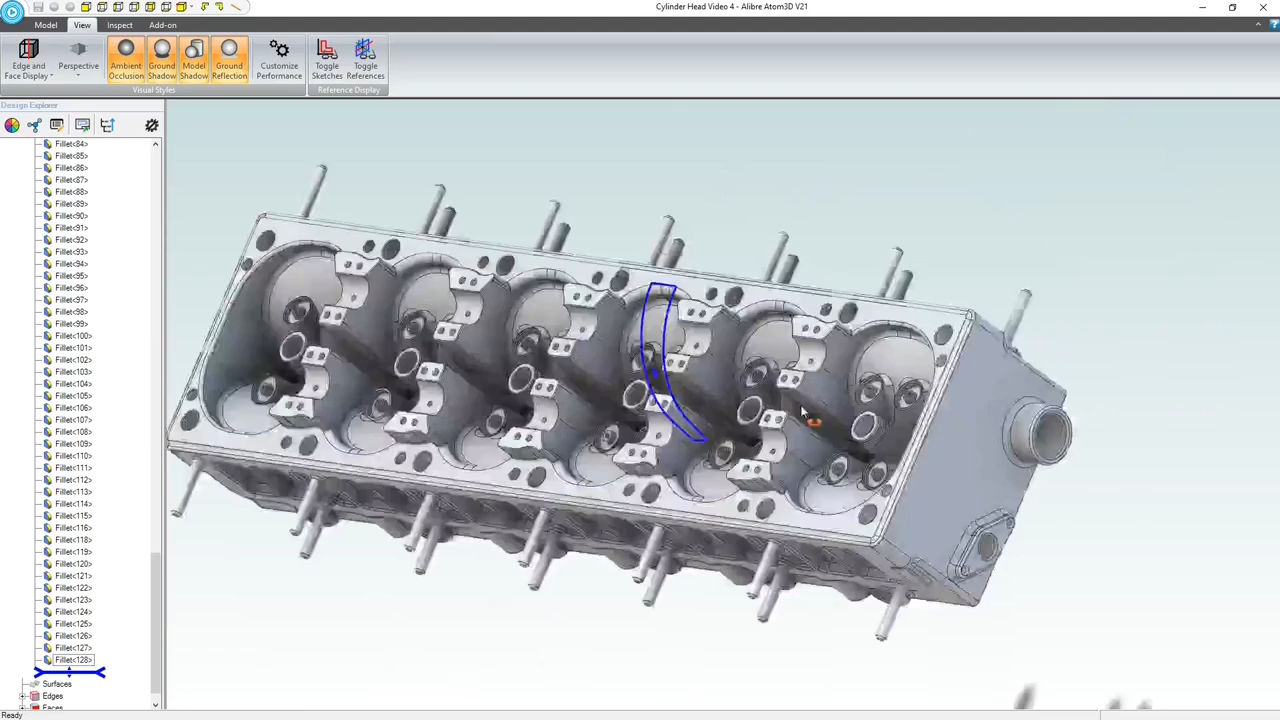 Cylinder Head Video 4 - Alibre Atom3D V21
Model View Inspect Add-on
Edge and Face Display
Perspective
Ambient Occlusion
Ground Shadow
Model Shadow
Ground Reflection
Customize Performance
Toggle Sketches
Toggle References
Visual Styles
Reference Display
Design Explorer
Fillet<84>
Fillet<85>
Fillet<86>
Fillet<87>
Fillet<88>
Fillet<89>
Fillet<90>
Fillet<91>
Fillet<92>
Fillet<93>
Fillet<94>
Fillet<95>
Fillet<96>
Fillet<97>
Fillet<98>
Fillet<99>
Fillet<100>
Fillet<101>
Fillet<102>
Fillet<103>
Fillet<104>
Fillet<105>
Fillet<106>
Fillet<107>
Fillet<108>
Fillet<109>
Fillet<110>
Fillet<111>
Fillet<112>
Fillet<113>
Fillet<114>
Fillet<115>
Fillet<116>
Fillet<118>
Fillet<119>
Fillet<120>
Fillet<121>
Fillet<122>
Fillet<123>
Fillet<124>
Fillet<125>
Fillet<126>
Fillet<127>
Fillet<128>
Surfaces
Edges
Faces
Ready